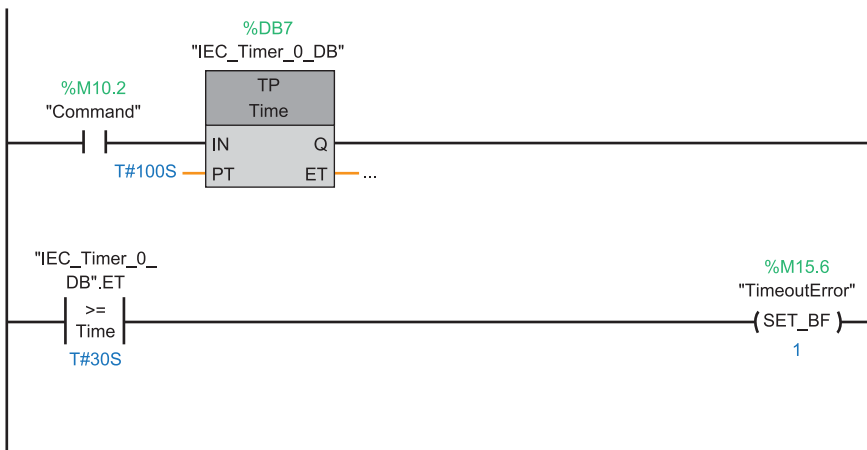 %DB7
"IEC_Timer_0_DB"
%M10.2
"Command"
TP
Time
IN Q
T#100S PT ET ...
"IEC_Timer_0_
DB".ET
>=
Time
T#30S
%M15.6
"TimeoutError"
SET_BF
1